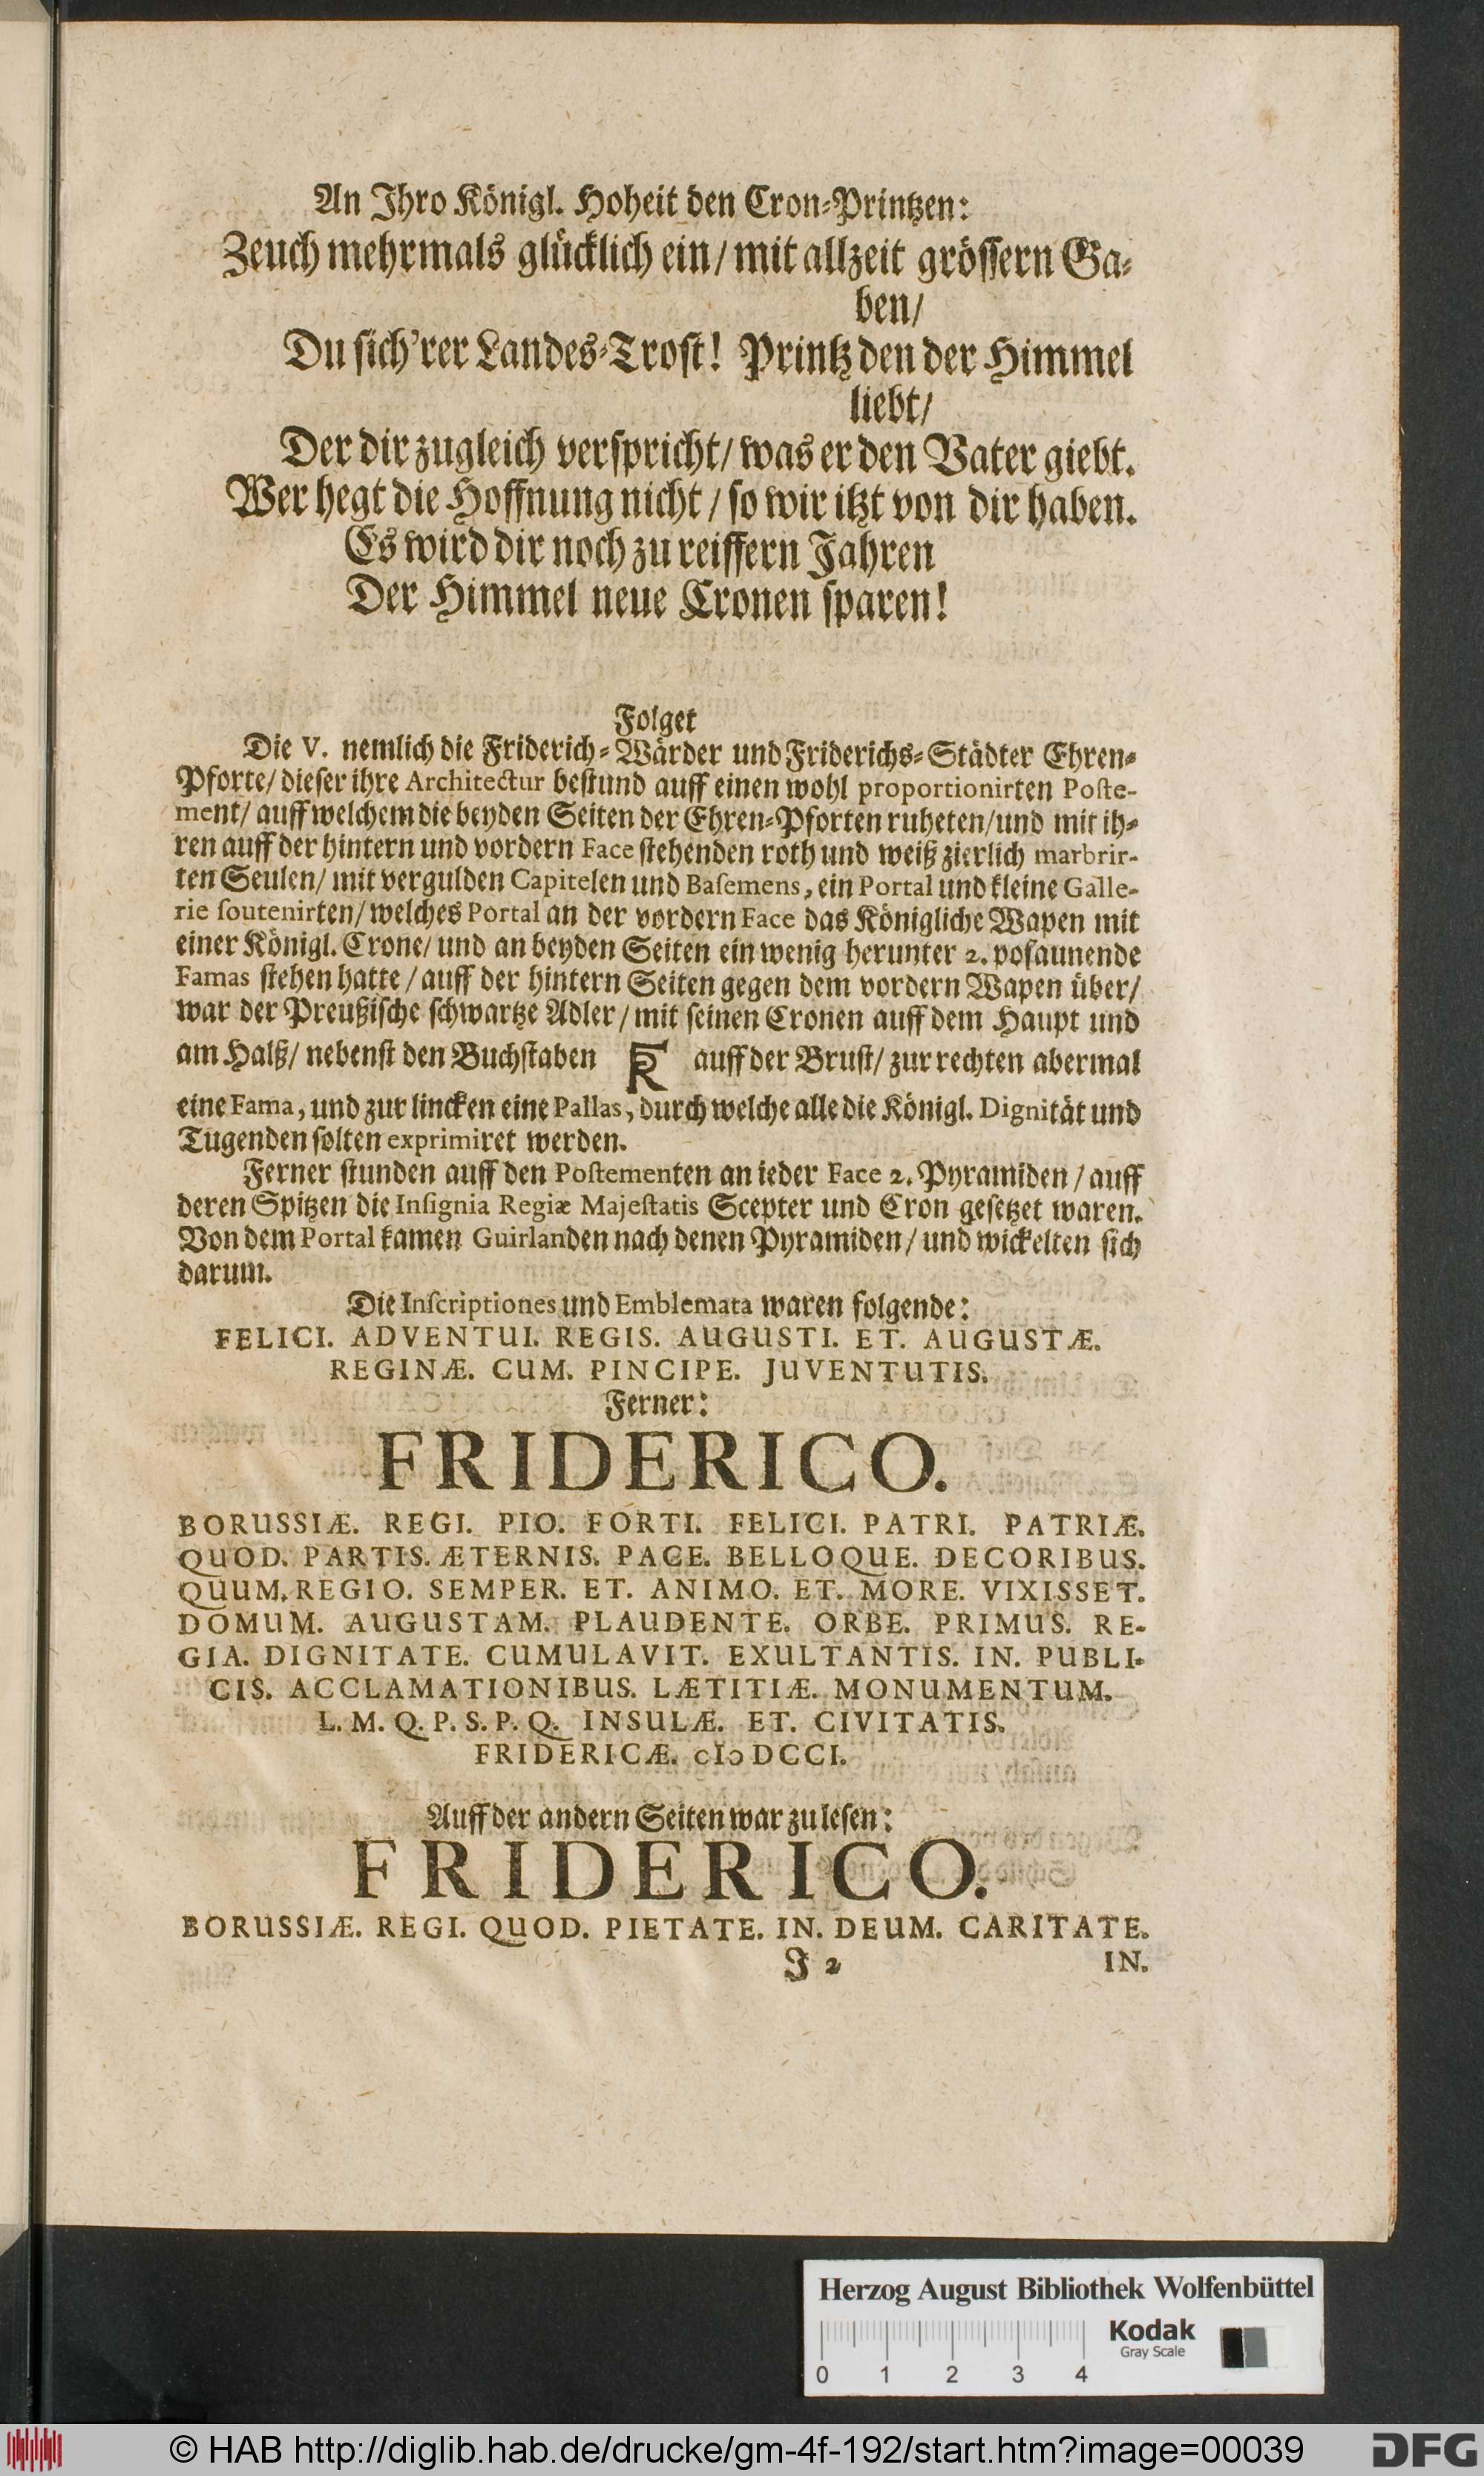 An Ihro Königl. Hoheit den Cron-Printzen:
Zeuch mehrmals glücklich ein/ mit allzeit grössern Ga-
ben/
Du sich'rer Landes-Trost! Printz den der Himmel
liebt/
Der dir zugleich verspricht/ was er den Vater giebt.
Wer hegt die Hoffnung nicht/ so wir itzt von dir haben.
Es wird dir noch zu reiffern Jahren
Der Himmel neue Cronen sparen!
Folget
Die V. nemlich die Friderich-Wärder und Friderichs-Städter Ehren-
Pforte/ dieser ihre Architectur bestund auff einen wohl proportionirten Poste-
ment/ auff welchem die beyden Seiten der Ehren-Pforten ruheten/ und mit ih-
ren auff der hintern und vordern Face stehenden roth und weiß zierlich marbrir-
ten Seulen/ mit vergulden Capitelen und Basemens, ein Portal und kleine Galle-
rie soutenirten/ welches Portal an der vordern Face das Königliche Wapen mit
einer Königl. Crone/ und an beyden Seiten ein wenig herunter 2. posaunende
Famas stehen hatte/ auff der hintern Seiten gegen dem vordern Wapen über/
war der Preußische schwartze Adler/ mit seinen Cronen auff dem Haupt und
am Halß/ nebenst den Buchstaben FR auff der Brust/ zur rechten abermal
eine Fama, und zur lincken eine Pallas, durch welche alle die Königl. Dignität und
Tugenden solten exprimiret werden.
Ferner stunden auff den Postementen an ieder Face 2. Pyramiden/ auff
deren Spitzen die Insignia Regiæ Majestatis Scepter und Cron gesetzet waren.
Von dem Portal kamen Guirlanden nach denen Pyramiden/ und wickelten sich
darum.
Die Inscriptiones und Emblemata waren folgende:
FELICI. ADVENTUI. REGIS. AUGUSTI. ET. AUGUSTÆ.
REGINÆ. CUM. PINCIPE. JUVENTUTIS.
Ferner:
FRIDERICO.
BORUSSIÆ. REGI. PIO. FORTI. FELICI. PATRI. PATRIÆ.
QUOD. PARTIS. ÆTERNIS. PACE. BELLOQUE. DECORIBUS.
QUUM. REGIO. SEMPER. ET. ANIMO. ET. MORE. VIXISSET.
DOMUM. AUGUSTAM. PLAUDENTE. ORBE. PRIMUS. RE-
GIA. DIGNITATE. CUMULAVIT. EXULTANTIS. IN. PUBLI-
CIS. ACCLAMATIONIBUS. LÆTITIÆ. MONUMENTUM.
L. M. Q. P. S. P. Q. INSULÆ. ET. CIVITATIS.
FRIDERICÆ. cIↄ DCCI.
Auff der andern Seiten war zu lesen:
FRIDERICO.
BORUSSIÆ. REGI. QUOD. PIETATE. IN. DEUM. CARITATE.
J 2 IN.
Herzog August Bibliothek Wolfenbüttel
Kodak
Gray Scale
0 1 2 3 4
© HAB http://diglib.hab.de/drucke/gm-4f-192/start.htm?image=00039
DFG